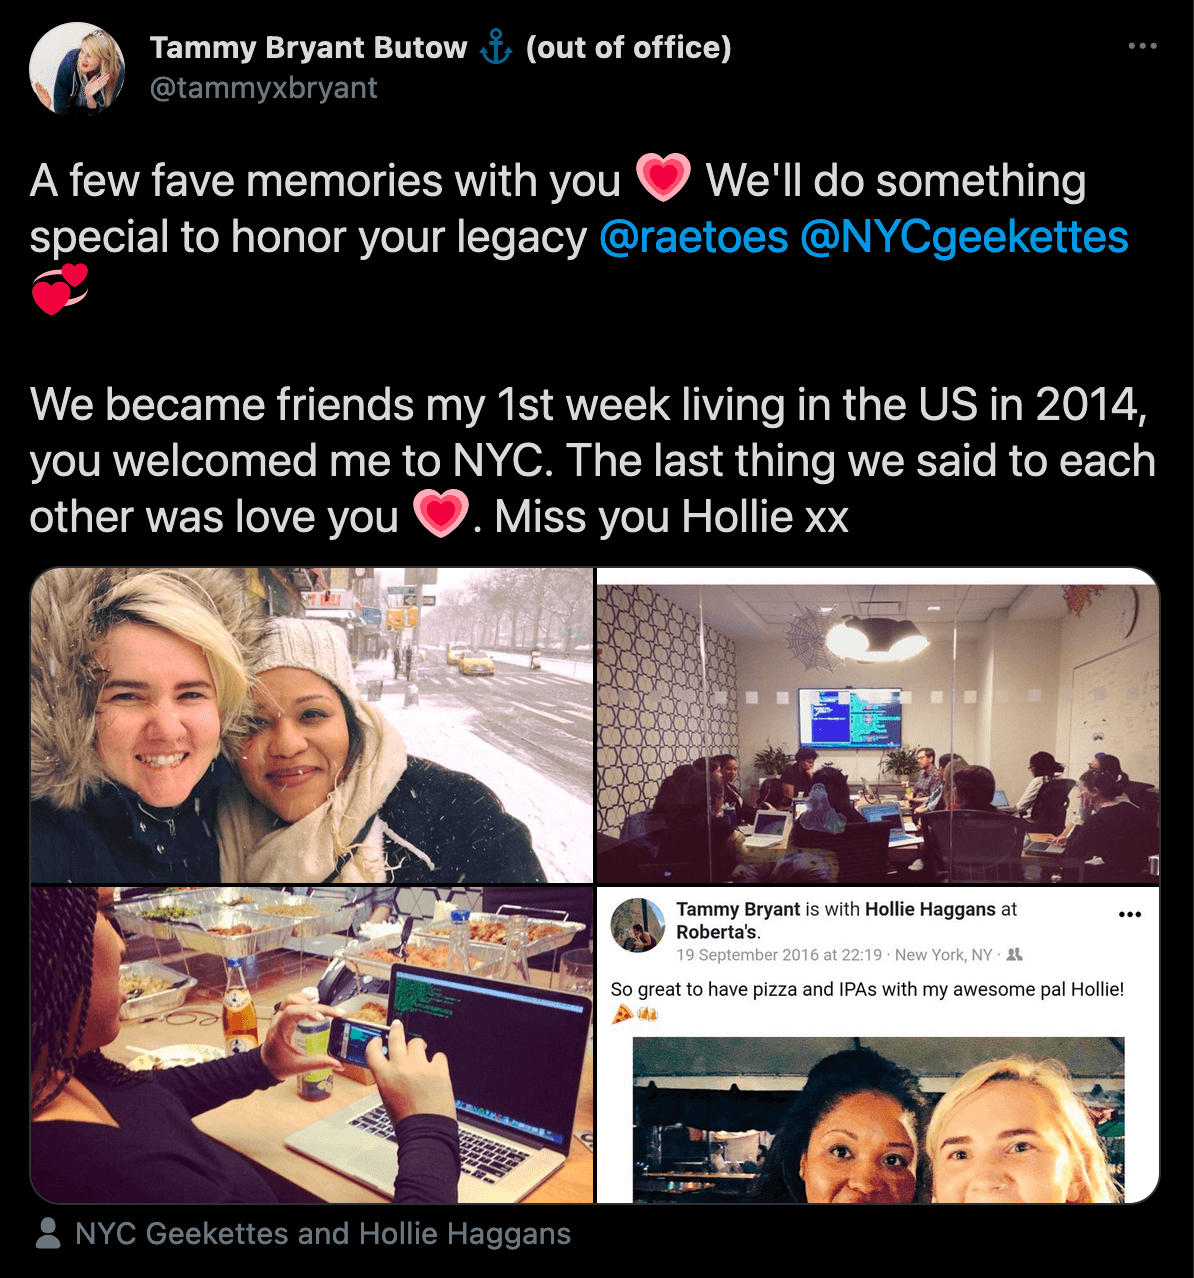 Tammy Bryant Butow ⚓ (out of office)
@tammyxbryant
A few fave memories with you 💗 We'll do something
special to honor your legacy @raetoes @NYCgeekettes
💞
We became friends my 1st week living in the US in 2014,
you welcomed me to NYC. The last thing we said to each
other was love you 💗. Miss you Hollie xx
Tammy Bryant is with Hollie Haggans at
Roberta's.
19 September 2016 at 22:19 · New York, NY ·
So great to have pizza and IPAs with my awesome pal Hollie!
🍕🍻
NYC Geekettes and Hollie Haggans